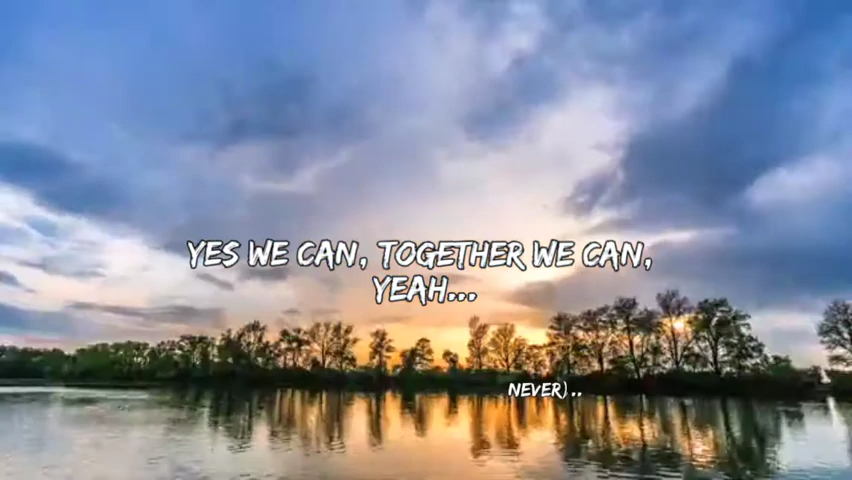 YES WE CAN, TOGETHER WE CAN,
YEAH...
NEVER)..